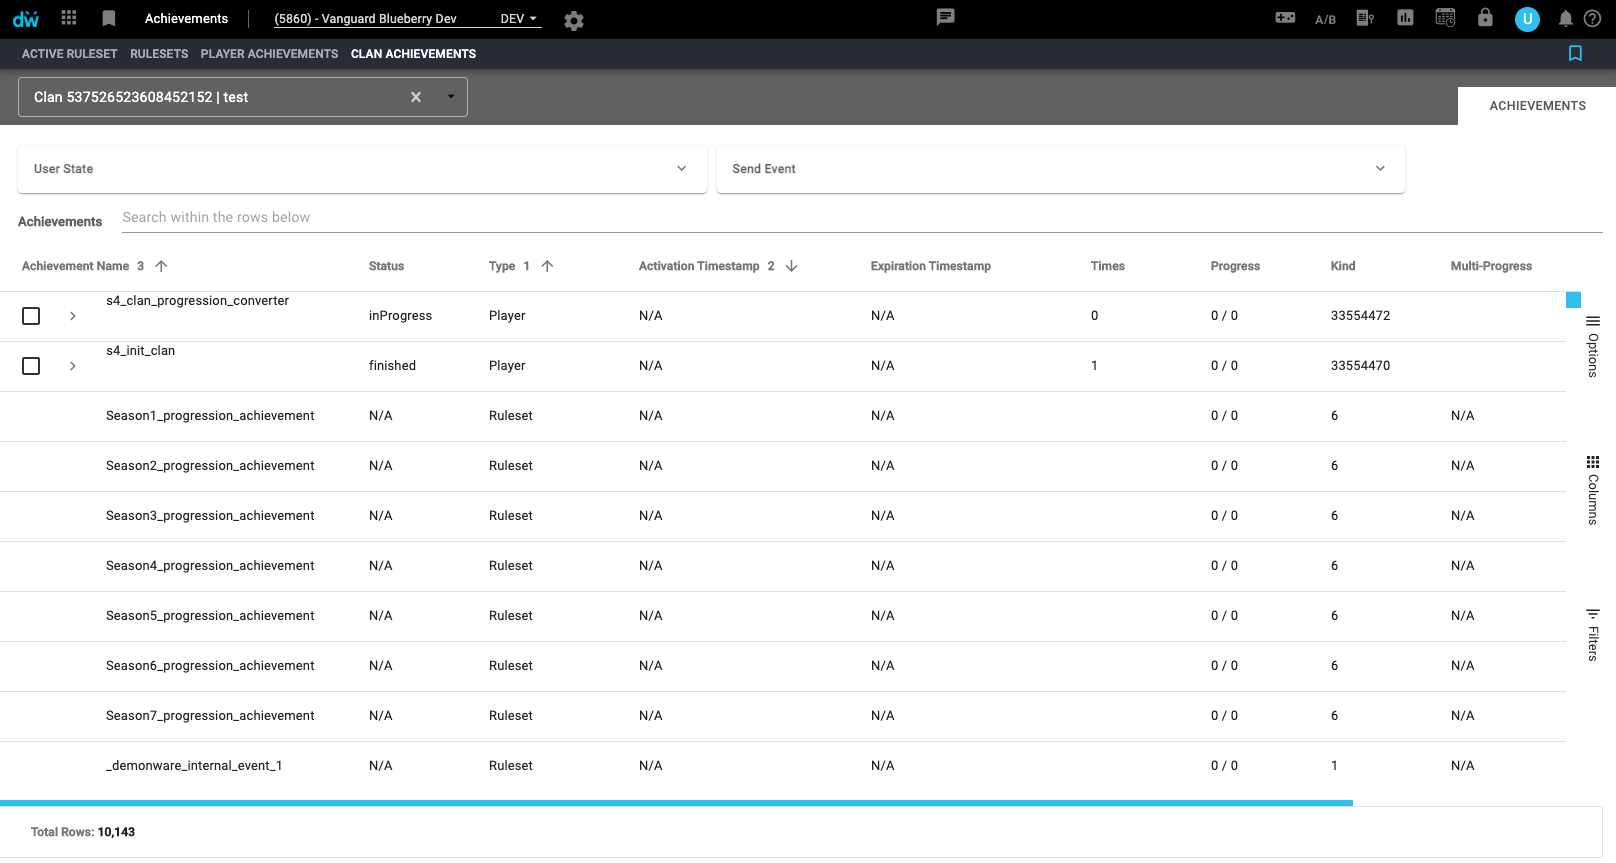 dw Achievements (5860) - Vanguard Blueberry Dev DEV A/B U
ACTIVE RULESET RULESETS PLAYER ACHIEVEMENTS CLAN ACHIEVEMENTS
Clan 537526523608452152 | test
ACHIEVEMENTS
User State Send Event
Achievements Search within the rows below
Achievement Name 3 Status Type 1 Activation Timestamp 2 Expiration Timestamp Times Progress Kind Multi-Progress
s4_clan_progression_converter inProgress Player N/A N/A 0 0 / 0 33554472
s4_init_clan finished Player N/A N/A 1 0 / 0 33554470
Season1_progression_achievement N/A Ruleset N/A N/A 0 / 0 6 N/A
Season2_progression_achievement N/A Ruleset N/A N/A 0 / 0 6 N/A
Season3_progression_achievement N/A Ruleset N/A N/A 0 / 0 6 N/A
Season4_progression_achievement N/A Ruleset N/A N/A 0 / 0 6 N/A
Season5_progression_achievement N/A Ruleset N/A N/A 0 / 0 6 N/A
Season6_progression_achievement N/A Ruleset N/A N/A 0 / 0 6 N/A
Season7_progression_achievement N/A Ruleset N/A N/A 0 / 0 6 N/A
_demonware_internal_event_1 N/A Ruleset N/A N/A 0 / 0 1 N/A
Options
Columns
Filters
Total Rows: 10,143